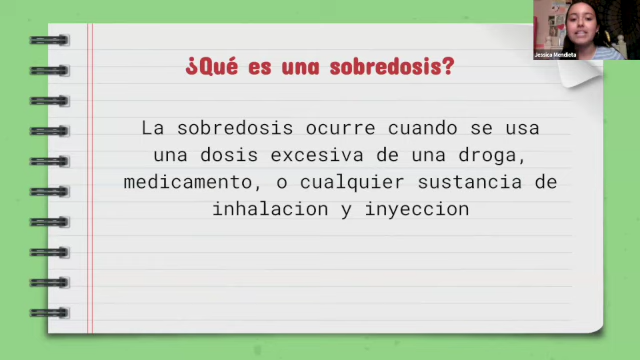 ¿Qué es una sobredosis?
Jessica Mendieta
La sobredosis ocurre cuando se usa
una dosis excesiva de una droga,
medicamento, o cualquier sustancia de
inhalacion y inyeccion